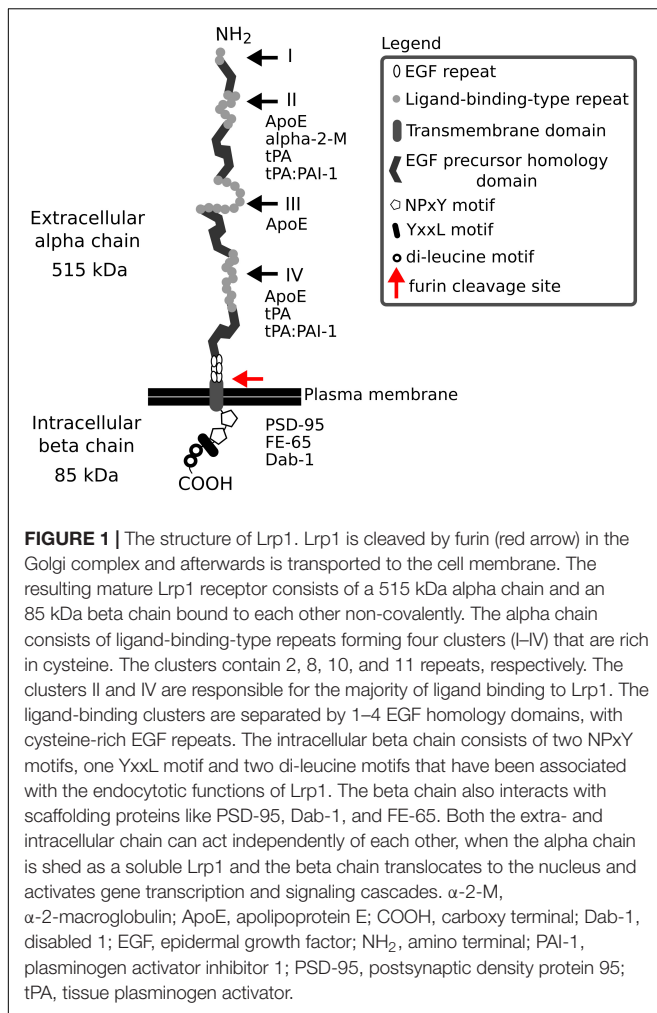 NH2
I
II
ApoE
alpha-2-M
tPA
tPA:PAI-1
III
ApoE
IV
ApoE
tPA
tPA:PAI-1
Extracellular
alpha chain
515 kDa
Plasma membrane
Intracellular
beta chain
85 kDa
PSD-95
FE-65
Dab-1
COOH
Legend
EGF repeat
Ligand-binding-type repeat
Transmembrane domain
EGF precursor homology
domain
NPxY motif
YxxL motif
di-leucine motif
furin cleavage site
FIGURE 1 | The structure of Lrp1. Lrp1 is cleaved by furin (red arrow) in the
Golgi complex and afterwards is transported to the cell membrane. The
resulting mature Lrp1 receptor consists of a 515 kDa alpha chain and an
85 kDa beta chain bound to each other non-covalently. The alpha chain
consists of ligand-binding-type repeats forming four clusters (I–IV) that are rich
in cysteine. The clusters contain 2, 8, 10, and 11 repeats, respectively. The
clusters II and IV are responsible for the majority of ligand binding to Lrp1. The
ligand-binding clusters are separated by 1–4 EGF homology domains, with
cysteine-rich EGF repeats. The intracellular beta chain consists of two NPxY
motifs, one YxxL motif and two di-leucine motifs that have been associated
with the endocytotic functions of Lrp1. The beta chain also interacts with
scaffolding proteins like PSD-95, Dab-1, and FE-65. Both the extra- and
intracellular chain can act independently of each other, when the alpha chain
is shed as a soluble Lrp1 and the beta chain translocates to the nucleus and
activates gene transcription and signaling cascades. α-2-M,
α-2-macroglobulin; ApoE, apolipoprotein E; COOH, carboxy terminal; Dab-1,
disabled 1; EGF, epidermal growth factor; NH2, amino terminal; PAI-1,
plasminogen activator inhibitor 1; PSD-95, postsynaptic density protein 95;
tPA, tissue plasminogen activator.